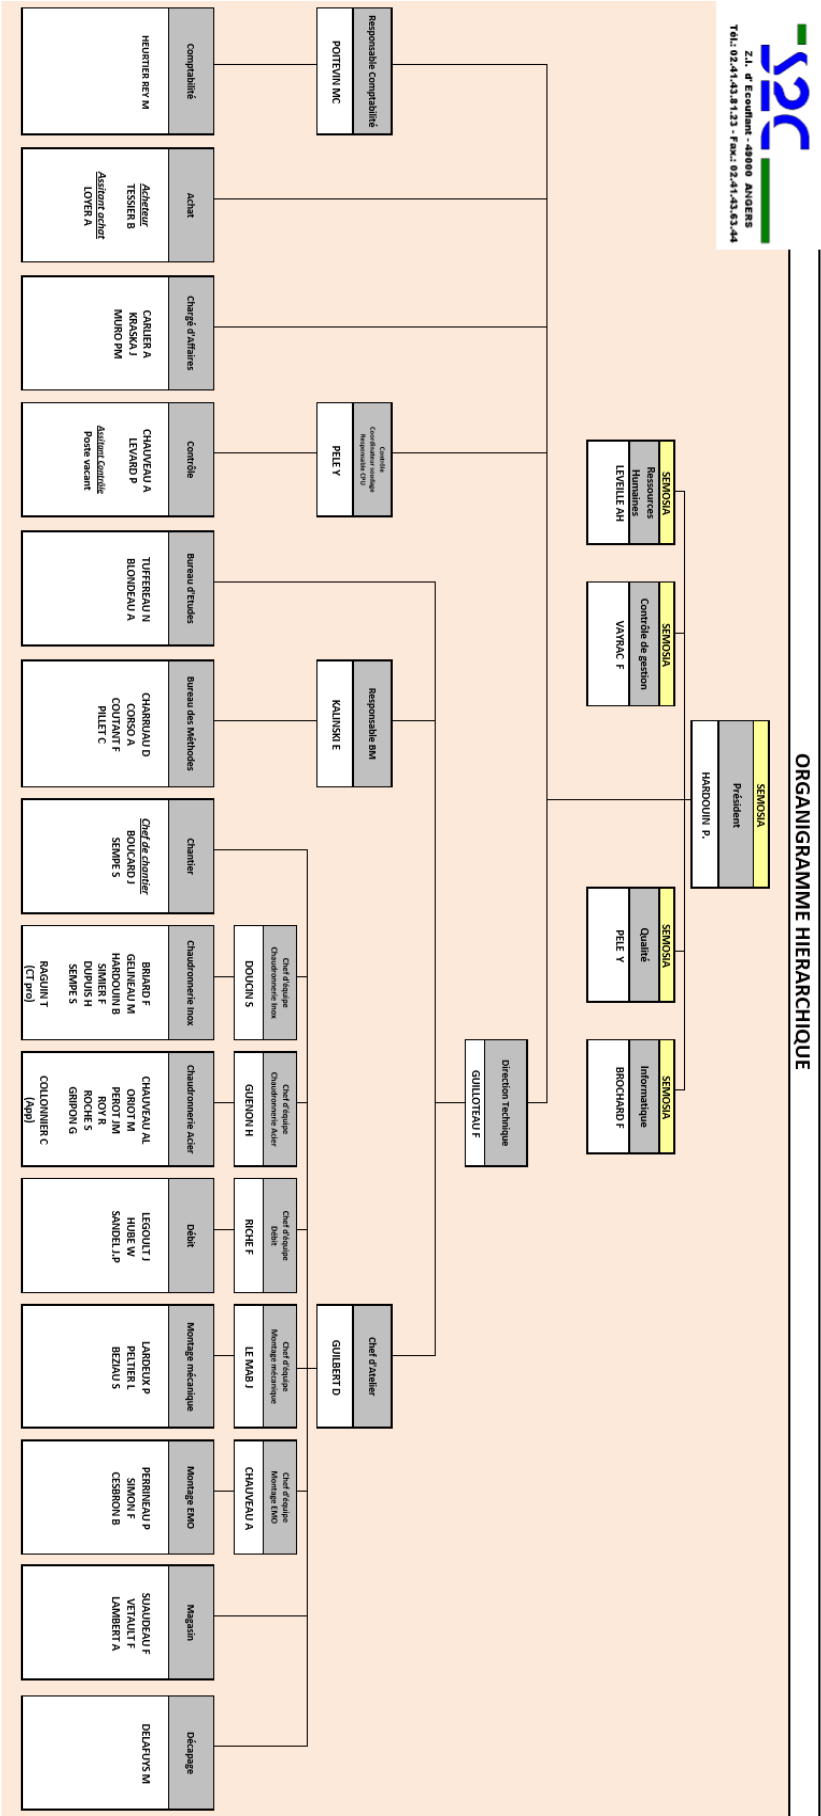 S2C
Z.I. d' Ecouflant - 49000 ANGERS
Tél.: 02.41.43.81.23 - Fax.: 02.41.43.63.44
ORGANIGRAMME HIERARCHIQUE
SEMOSIA
Président
HARDOUIN P.
SEMOSIA
Ressources
Humaines
LEVEILLE AH
SEMOSIA
Contrôle de gestion
VAYRAC F
SEMOSIA
Qualité
PELE Y
SEMOSIA
Informatique
BROCHARD F
Direction Technique
GUILLOTEAU F
Responsable Comptabilité
POITEVIN MC
Contrôle
Coordinateur soudage
Responsable CPU
PELE Y
Responsable BM
KALINSKI E
Chef d'Atelier
GUILBERT D
Chef d'équipe
Chaudronnerie Inox
DOUCIN S
Chef d'équipe
Chaudronnerie Acier
GUENON H
Chef d'équipe
Débit
RICHE F
Chef d'équipe
Montage mécanique
LE MAB J
Chef d'équipe
Montage EMO
CHAUVEAU A
Comptabilité
HEURTIER REY M
Achat
Acheteur
TESSIER B
Assitant achat
LOYER A
Chargé d'Affaires
CARLIER A
KRASKA J
MURO PM
Contrôle
CHAUVEAU A
LEVARD P
Assitant Contrôle
Poste vacant
Bureau d'Etudes
TUFFEREAU N
BLONDEAU A
Bureau des Méthodes
CHARRUAU D
CORSO A
COUTANT F
PILLET C
Chantier
Chef de chantier
BOUCARD J
SEMPE S
Chaudronnerie Inox
BRIARD F
GELINEAU M
HARDOUIN B
SIMIER F
DUPUIS H
SEMPE S
RAGUIN T
(CT pro)
Chaudronnerie Acier
CHAUVEAU AL
ORIOT M
PEROT JM
ROY R
ROCHE S
GRIPON G
COLLONNIER C
(App)
Débit
LEGOULT J
HUBE W
SANDEL J.P
Montage mécanique
LARDEUX P
PELTIER L
BEZIAU S
Montage EMO
PERRINEAU P
SIMON F
CESBRON B
Magasin
SUAUDEAU F
VETAULT F
LAMBERT A
Décapage
DELAFUYS M